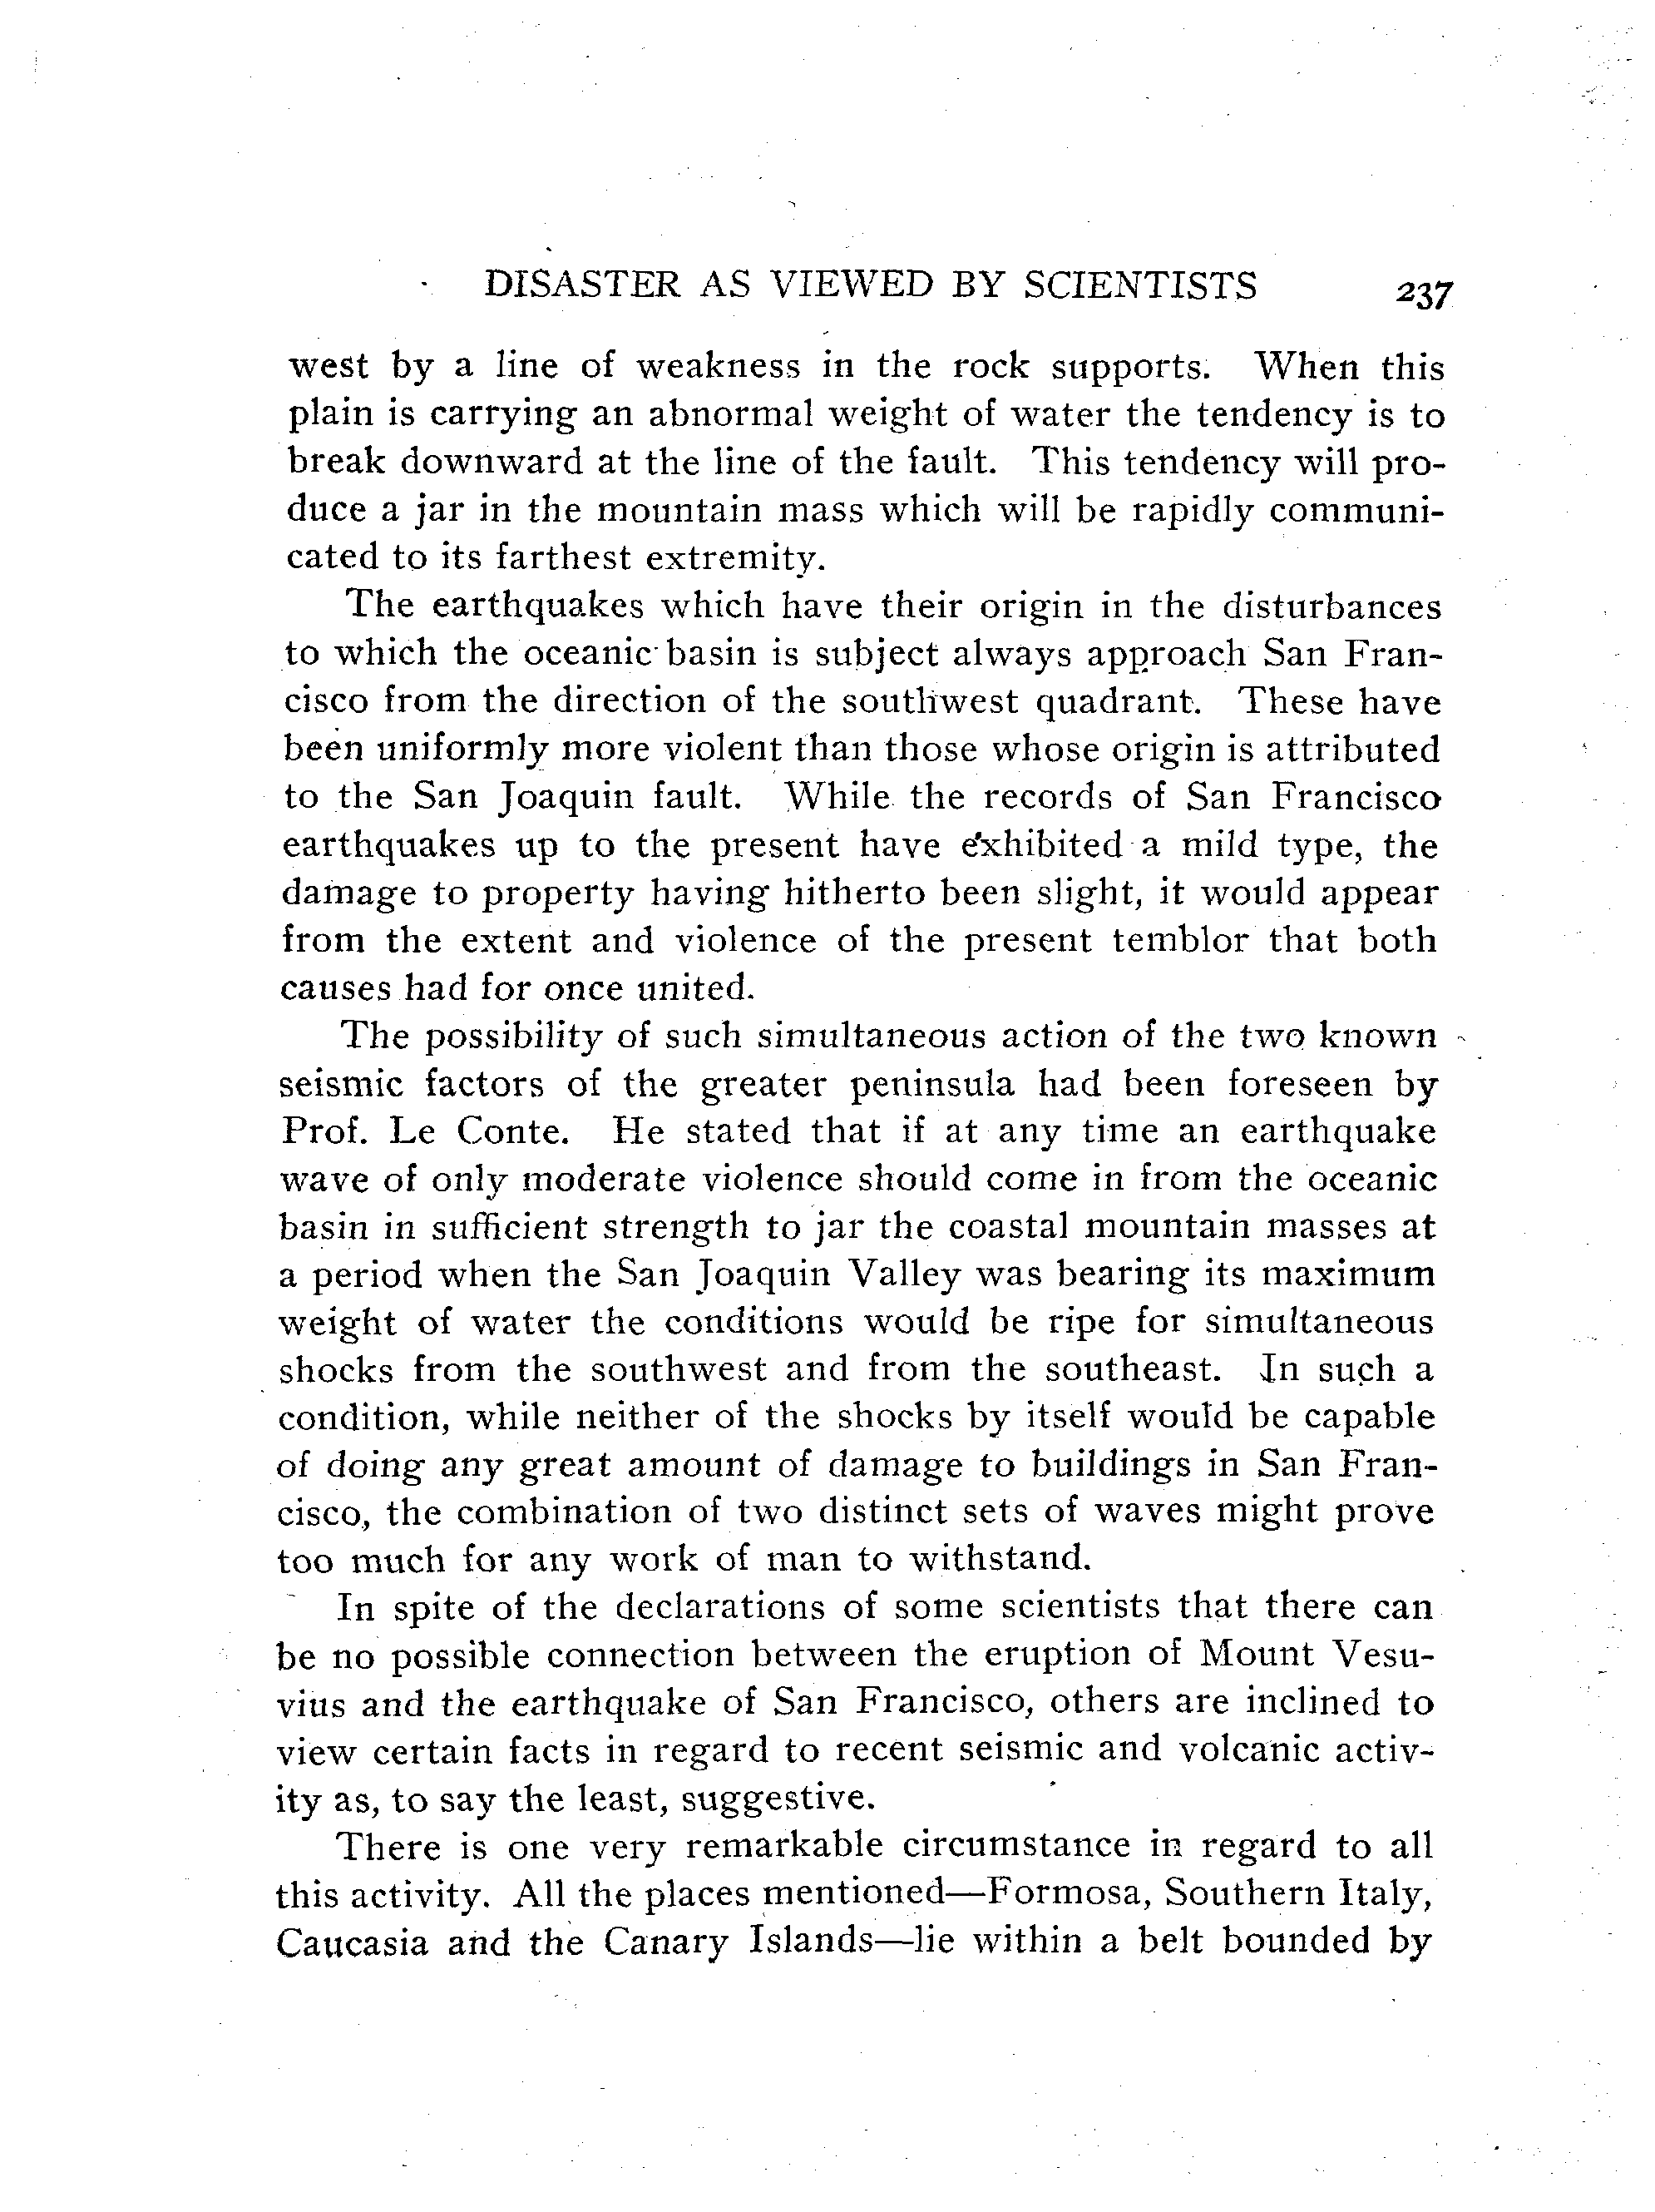 DISASTER AS VIEWED BY SCIENTISTS 237
west by a line of weakness in the rock supports. When this
plain is carrying an abnormal weight of water the tendency is to
break downward at the line of the fault. This tendency will pro-
duce a jar in the mountain mass which will be rapidly communi-
cated to its farthest extremity.
The earthquakes which have their origin in the disturbances
to which the oceanic basin is subject always approach San Fran-
cisco from the direction of the southwest quadrant. These have
been uniformly more violent than those whose origin is attributed
to the San Joaquin fault. While the records of San Francisco
earthquakes up to the present have exhibited a mild type, the
damage to property having hitherto been slight, it would appear
from the extent and violence of the present temblor that both
causes had for once united.
The possibility of such simultaneous action of the two known
seismic factors of the greater peninsula had been foreseen by
Prof. Le Conte. He stated that if at any time an earthquake
wave of only moderate violence should come in from the oceanic
basin in sufficient strength to jar the coastal mountain masses at
a period when the San Joaquin Valley was bearing its maximum
weight of water the conditions would be ripe for simultaneous
shocks from the southwest and from the southeast. In such a
condition, while neither of the shocks by itself would be capable
of doing any great amount of damage to buildings in San Fran-
cisco, the combination of two distinct sets of waves might prove
too much for any work of man to withstand.
In spite of the declarations of some scientists that there can
be no possible connection between the eruption of Mount Vesu-
vius and the earthquake of San Francisco, others are inclined to
view certain facts in regard to recent seismic and volcanic activ-
ity as, to say the least, suggestive.
There is one very remarkable circumstance in regard to all
this activity. All the places mentioned—Formosa, Southern Italy,
Caucasia and the Canary Islands—lie within a belt bounded by